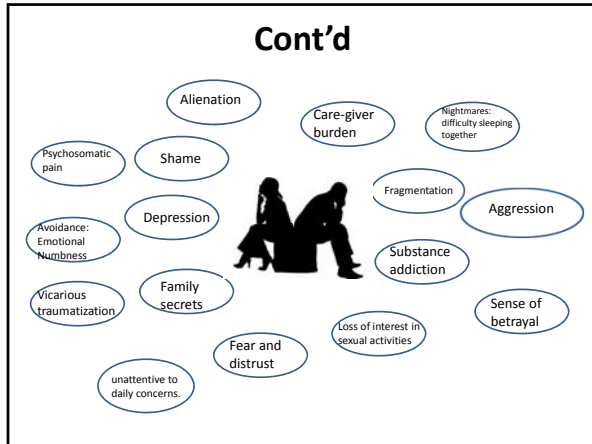 Cont’d
Alienation
Care-giver
burden
Nightmares:
difficulty sleeping
together
Psychosomatic
pain
Shame
Fragmentation
Aggression
Depression
Avoidance:
Emotional
Numbness
Substance
addiction
Vicarious
traumatization
Family
secrets
Sense of
betrayal
Loss of interest in
sexual activities
Fear and
distrust
unattentive to
daily concerns.